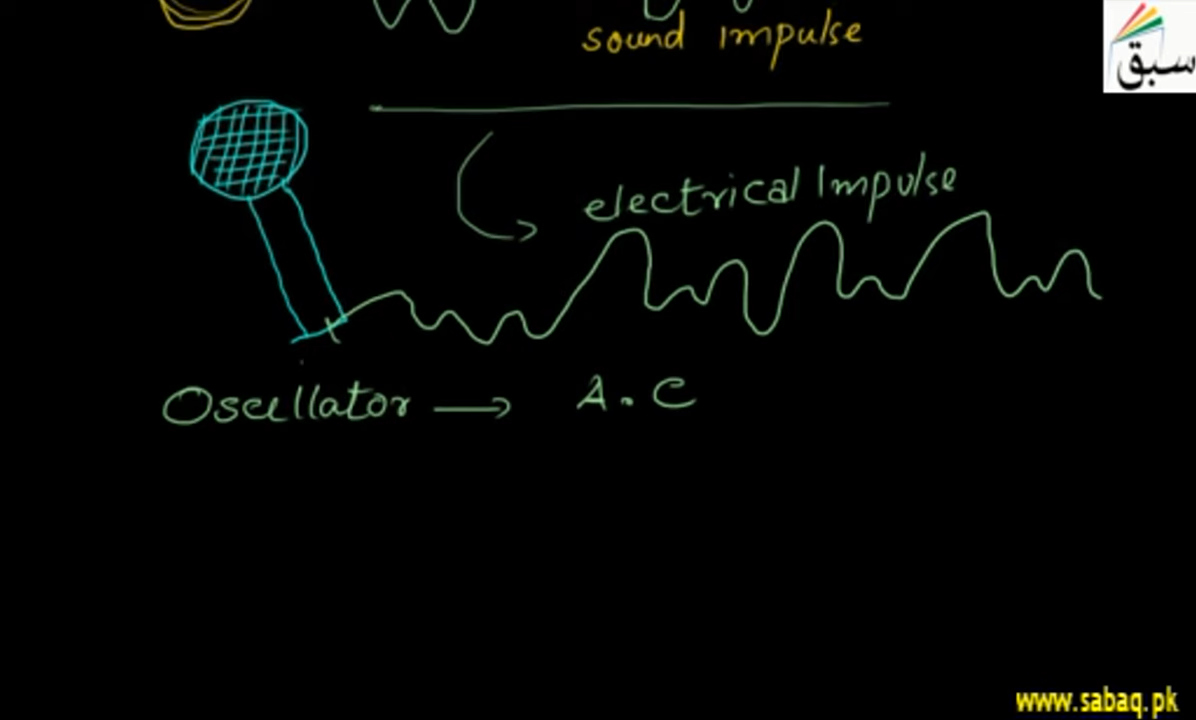 sound impulse
سبق
electrical Impulse
Oscillator → A.C
www.sabaq.pk